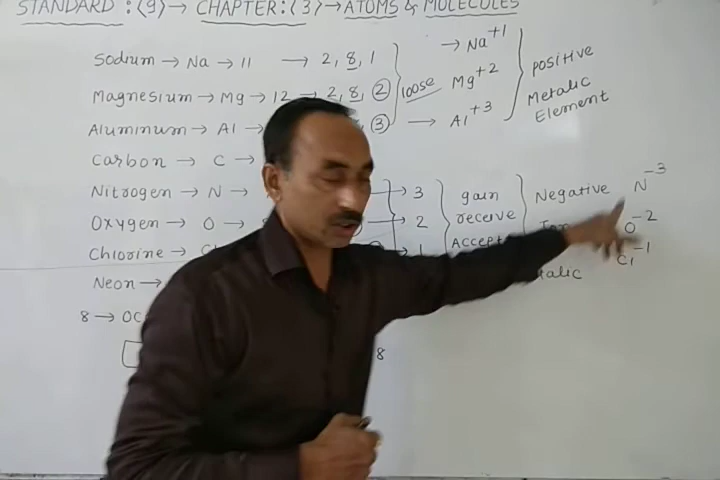 STANDARD :⟨9⟩→ CHAPTER:⟨3⟩→ ATOMS & MOLECULES
Sodium → Na → 11 → 2, 8, 1 → Na+1
Magnesium → Mg → 12 → 2, 8, 2 loose Mg+2 positive
Aluminum → Al → 3 → Al+3 Metalic Element
Carbon → C →
Nitrogen → N → → 3 gain Negative N-3
Oxygen → O → → 2 receive O-2
Chlorine → → 1 Accept Cl-1
Neon →
8 → OC
8